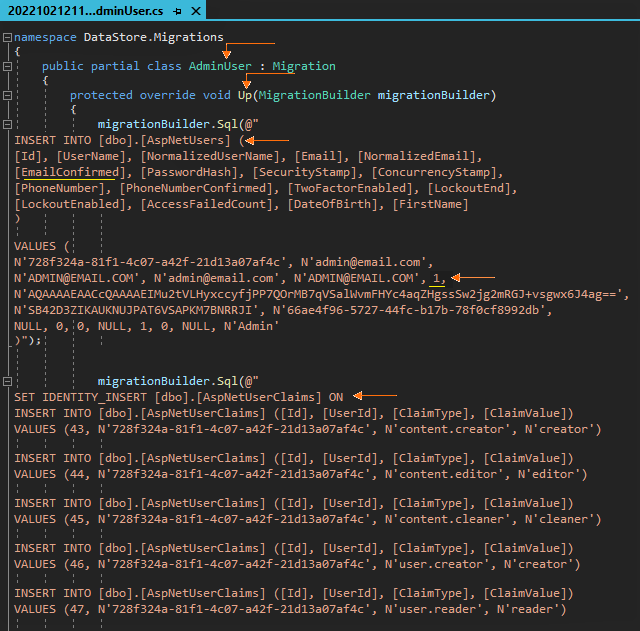 20221021211...dminUser.cs
namespace DataStore.Migrations
{
public partial class AdminUser : Migration
{
protected override void Up(MigrationBuilder migrationBuilder)
{
migrationBuilder.Sql(@"
INSERT INTO [dbo].[AspNetUsers] (
[Id], [UserName], [NormalizedUserName], [Email], [NormalizedEmail],
[EmailConfirmed], [PasswordHash], [SecurityStamp], [ConcurrencyStamp],
[PhoneNumber], [PhoneNumberConfirmed], [TwoFactorEnabled], [LockoutEnd],
[LockoutEnabled], [AccessFailedCount], [DateOfBirth], [FirstName]
)
VALUES (
N'728f324a-81f1-4c07-a42f-21d13a07af4c', N'admin@email.com',
N'ADMIN@EMAIL.COM', N'admin@email.com', N'ADMIN@EMAIL.COM', 1,
N'AQAAAAEAACcQAAAAEIMu2tVLHyxccyfjPP7QOrMB7qVSalWvmFHYc4aqZHgssSw2jg2mRGJ+vsgwx6J4ag==',
N'SB42D3ZIKAUKNUJPAT6VSAPKM7BNRRJI', N'66ae4f96-5727-44fc-b17b-78f0cf8992db',
NULL, 0, 0, NULL, 1, 0, NULL, N'Admin'
)");
migrationBuilder.Sql(@"
SET IDENTITY_INSERT [dbo].[AspNetUserClaims] ON
INSERT INTO [dbo].[AspNetUserClaims] ([Id], [UserId], [ClaimType], [ClaimValue])
VALUES (43, N'728f324a-81f1-4c07-a42f-21d13a07af4c', N'content.creator', N'creator')
INSERT INTO [dbo].[AspNetUserClaims] ([Id], [UserId], [ClaimType], [ClaimValue])
VALUES (44, N'728f324a-81f1-4c07-a42f-21d13a07af4c', N'content.editor', N'editor')
INSERT INTO [dbo].[AspNetUserClaims] ([Id], [UserId], [ClaimType], [ClaimValue])
VALUES (45, N'728f324a-81f1-4c07-a42f-21d13a07af4c', N'content.cleaner', N'cleaner')
INSERT INTO [dbo].[AspNetUserClaims] ([Id], [UserId], [ClaimType], [ClaimValue])
VALUES (46, N'728f324a-81f1-4c07-a42f-21d13a07af4c', N'user.creator', N'creator')
INSERT INTO [dbo].[AspNetUserClaims] ([Id], [UserId], [ClaimType], [ClaimValue])
VALUES (47, N'728f324a-81f1-4c07-a42f-21d13a07af4c', N'user.reader', N'reader')